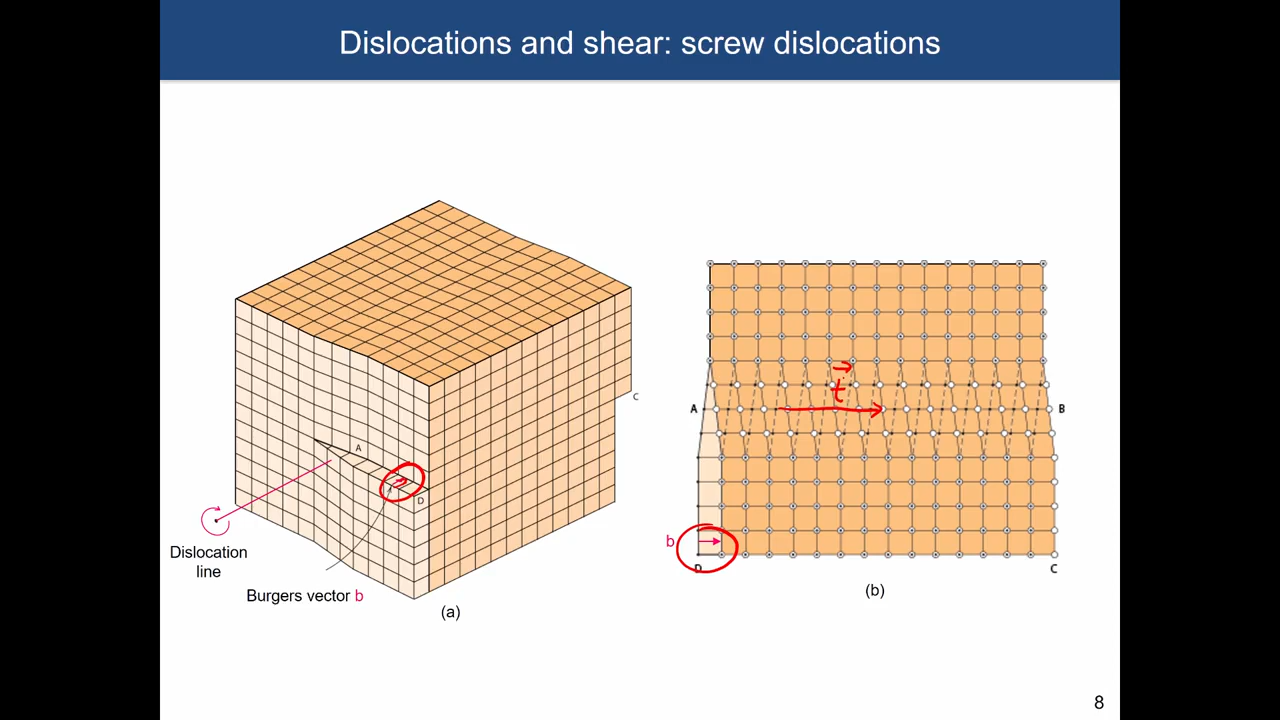 Dislocations and shear: screw dislocations
C
A
D
Dislocation
line
Burgers vector b
(a)
t
A
B
b
D
C
(b)
8